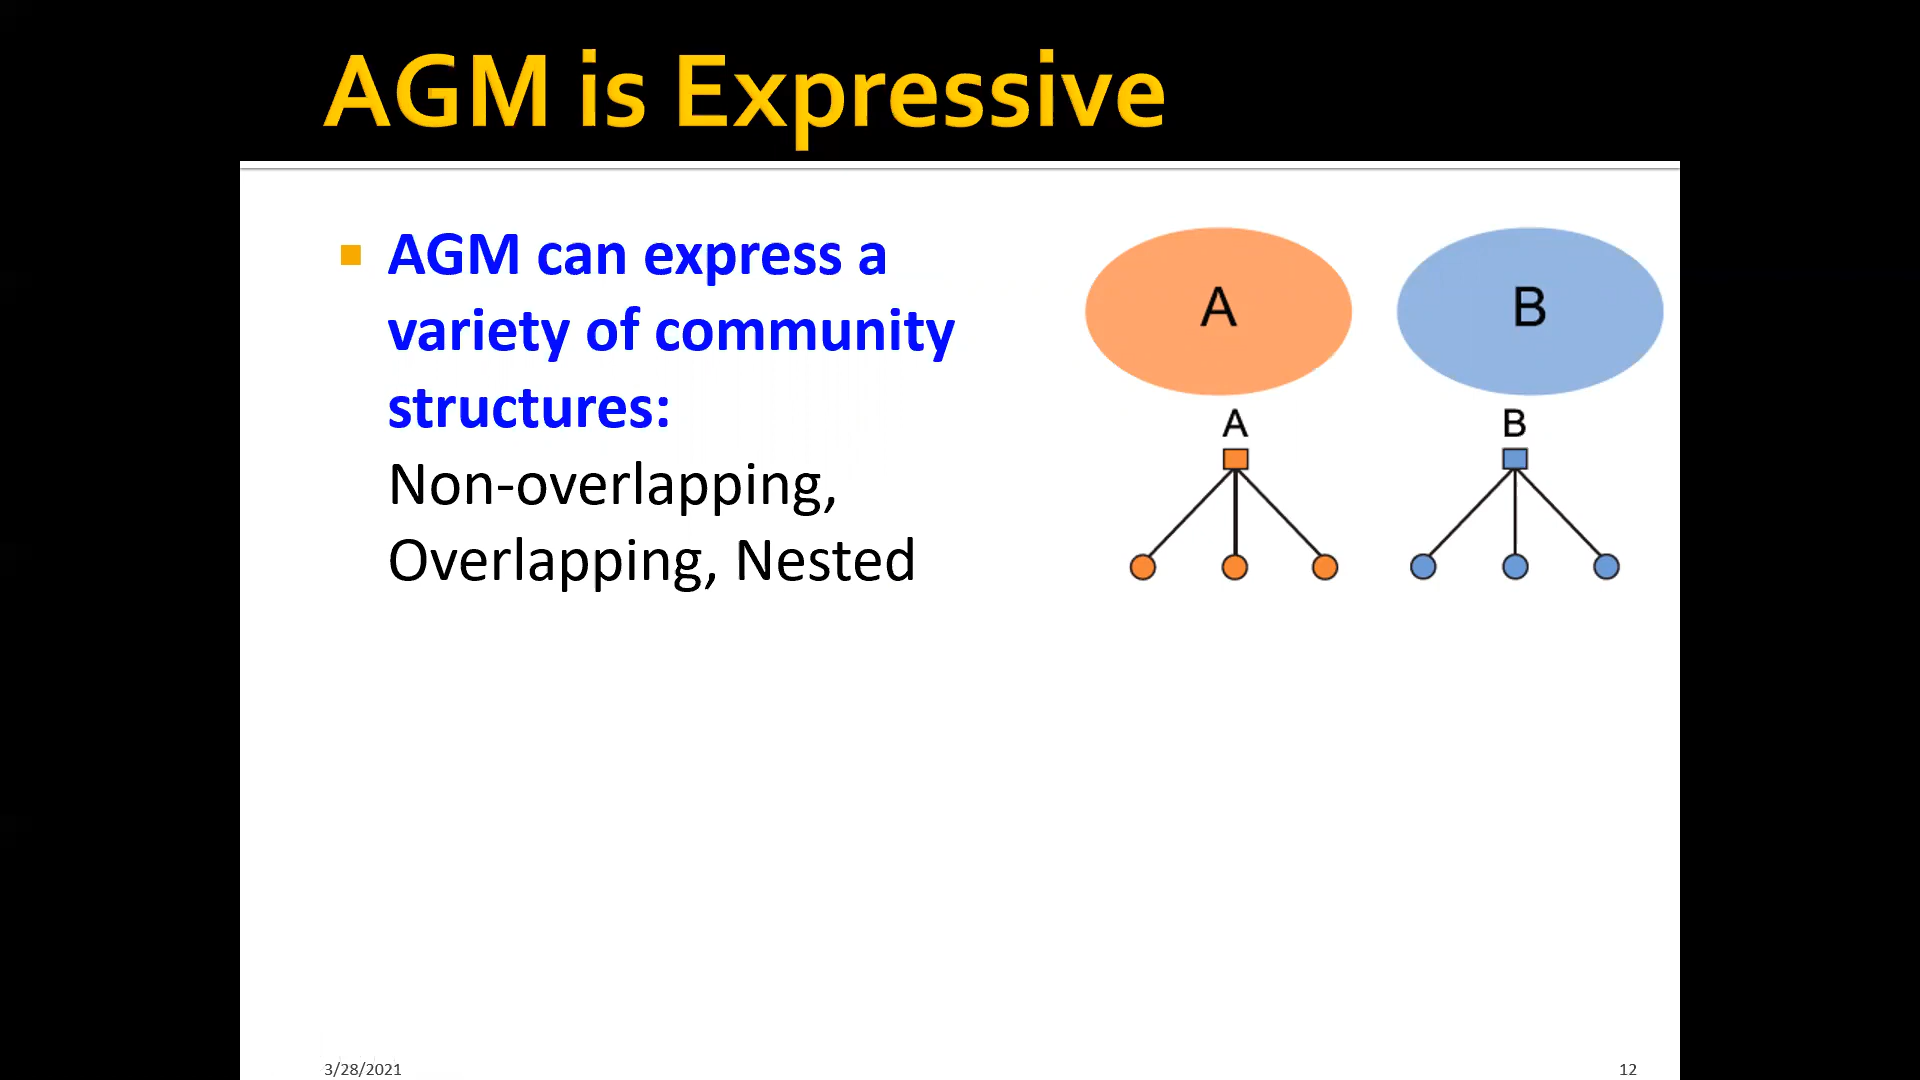 AGM is Expressive
AGM can express a
variety of community
structures:
Non-overlapping,
Overlapping, Nested
A
B
A
B
3/28/2021
12